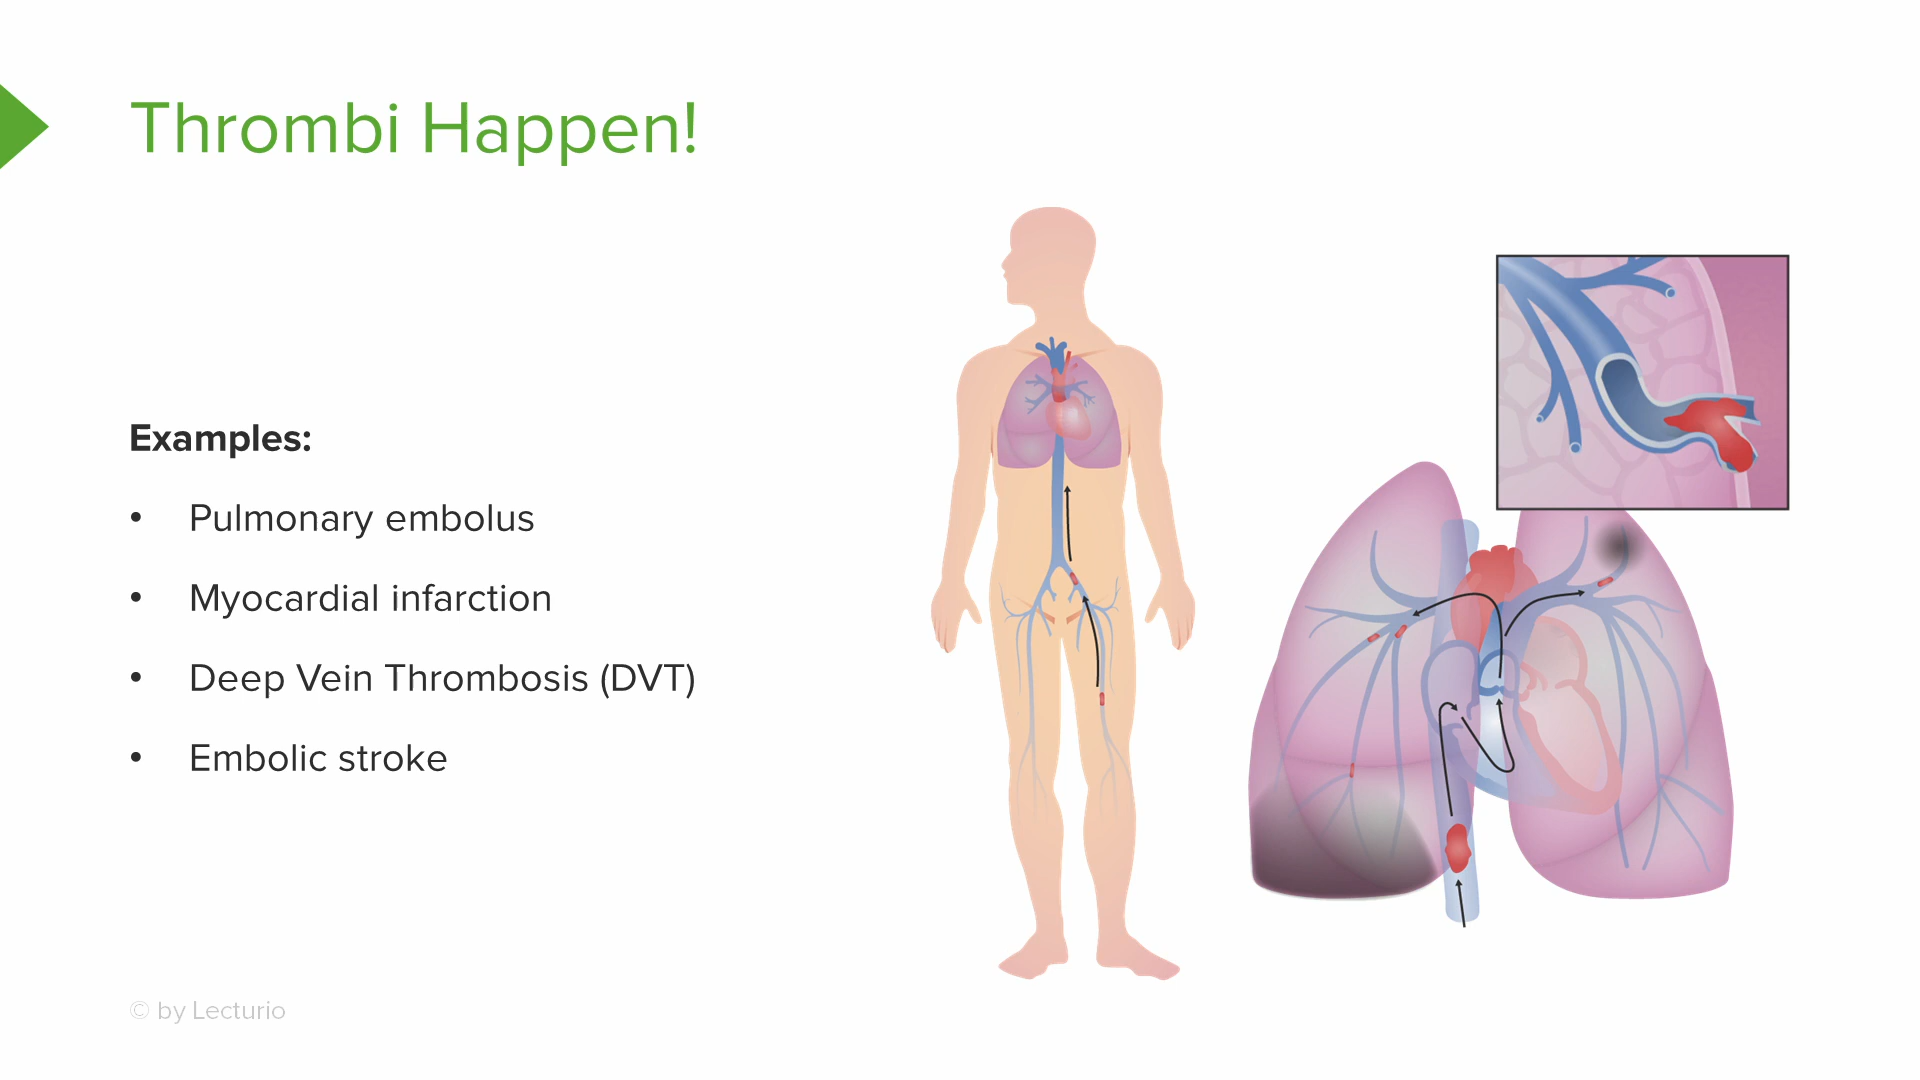 Thrombi Happen!
Examples:
• Pulmonary embolus
• Myocardial infarction
• Deep Vein Thrombosis (DVT)
• Embolic stroke
© by Lecturio